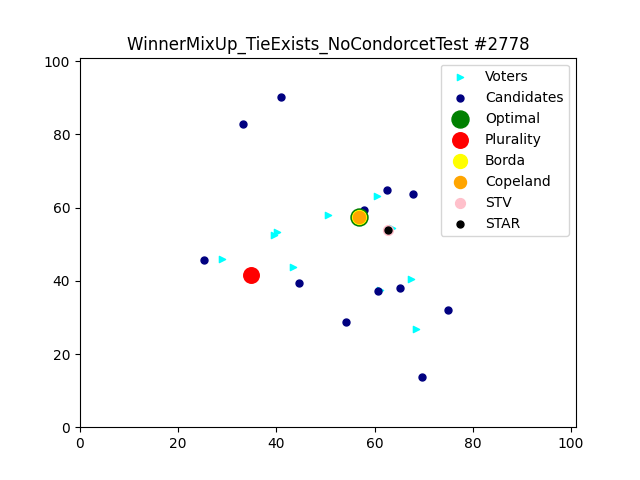 WinnerMixUp_TieExists_NoCondorcetTest #2778
100
80
60
40
20
0
0 20 40 60 80 100
Voters
Candidates
Optimal
Plurality
Borda
Copeland
STV
STAR